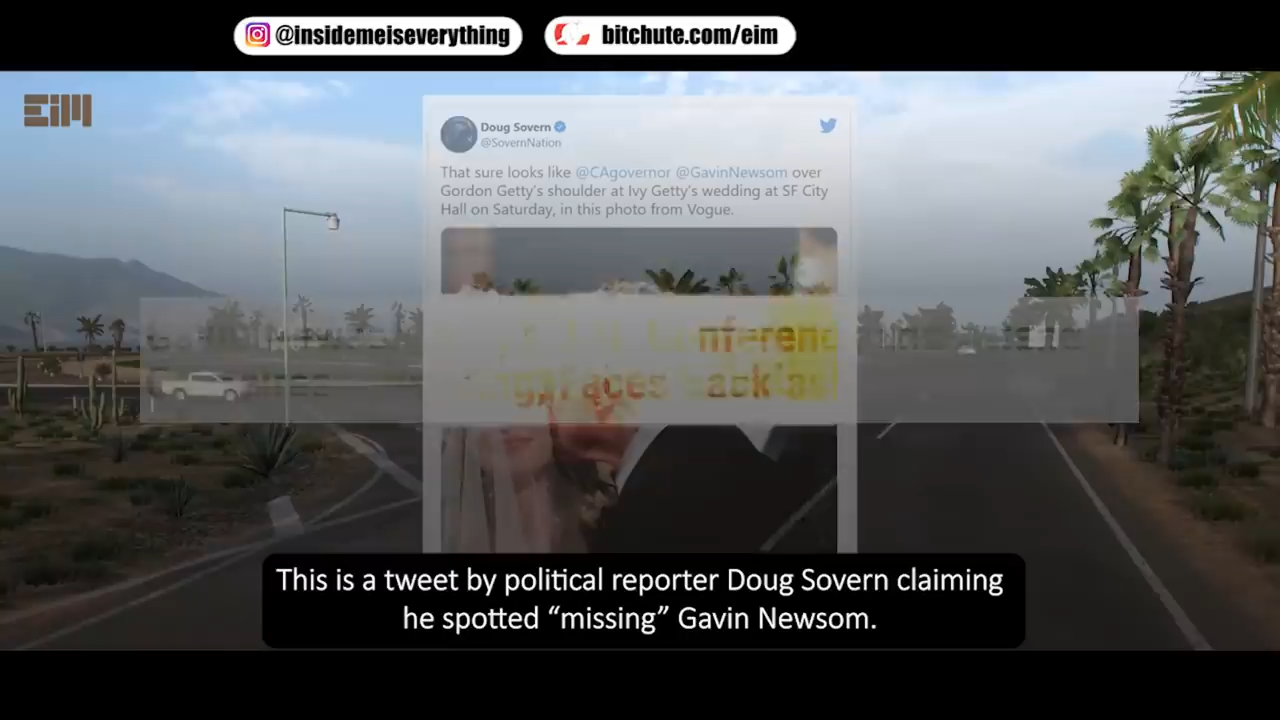 @insidemeiseverything
bitchute.com/eim
EiM
Doug Sovern
@SovernNation
That sure looks like @CAgovernor @GavinNewsom over
Gordon Getty's shoulder at Ivy Getty's wedding at SF City
Hall on Saturday, in this photo from Vogue.
This is a tweet by political reporter Doug Sovern claiming
he spotted “missing” Gavin Newsom.